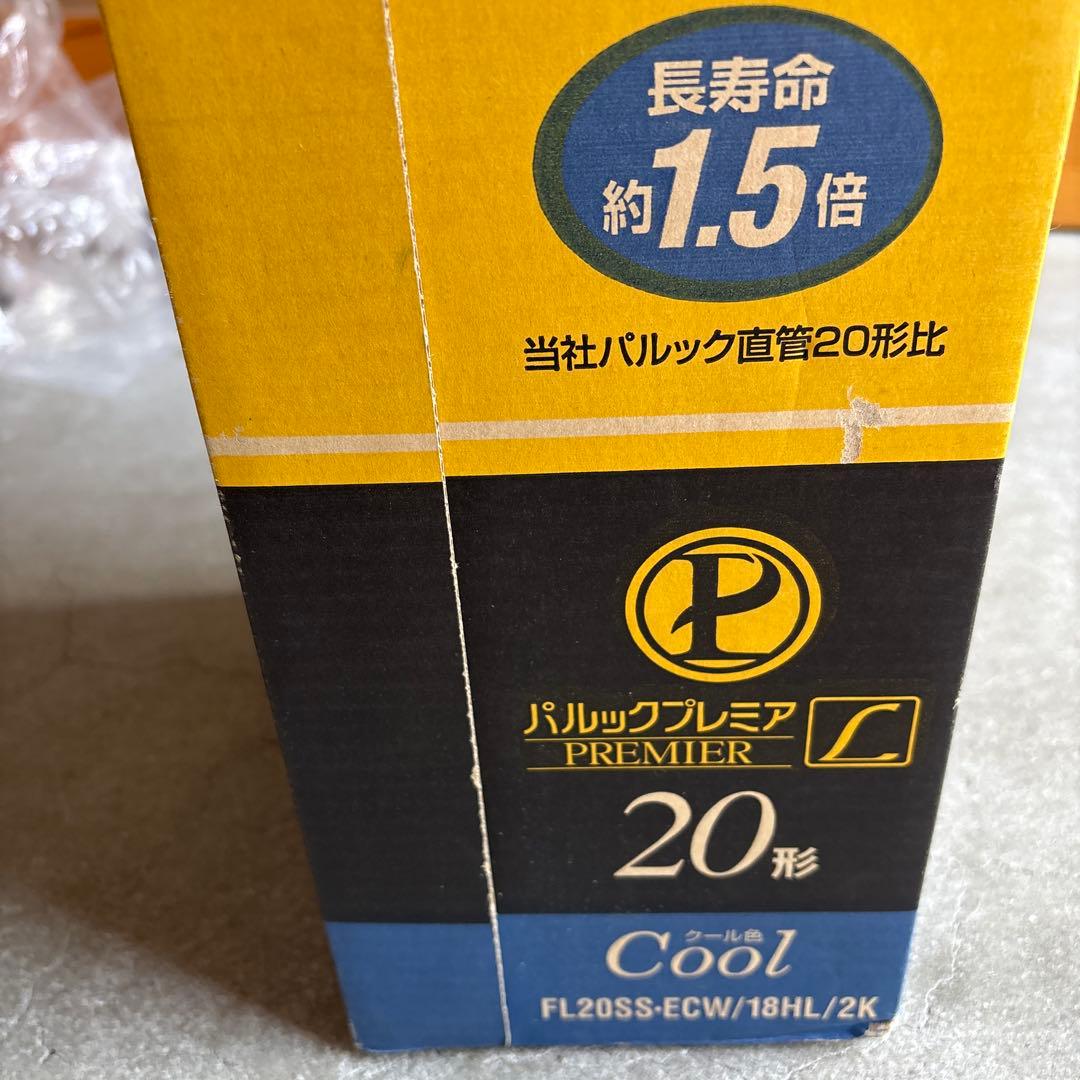 長寿命
約1.5倍
当社パルック直管20形比
P
パルックプレミア L
PREMIER
20形
クール色
Cool
FL20SS·ECW/18HL/2K